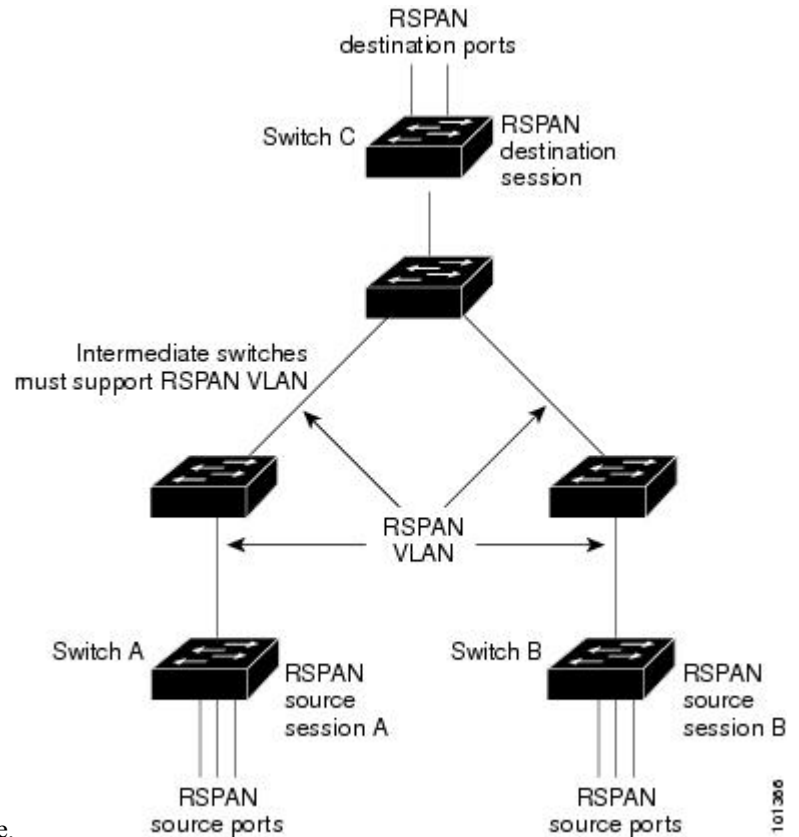 RSPAN
destination ports
Switch C
RSPAN
destination
session
Intermediate switches
must support RSPAN VLAN
RSPAN
VLAN
Switch A
RSPAN
source
session A
Switch B
RSPAN
source
session B
RSPAN
source ports
RSPAN
source ports
101366
e.